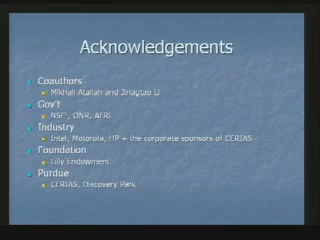 Acknowledgements
Coauthors
Mikhail Atallah and Jinagtao Li
Gov't
NSF, ONR, AFRL
Industry
Intel, Motorola, HP + the corporate sponsors of CERIAS
Foundation
Lilly Endowment
Purdue
CERIAS, Discovery Park